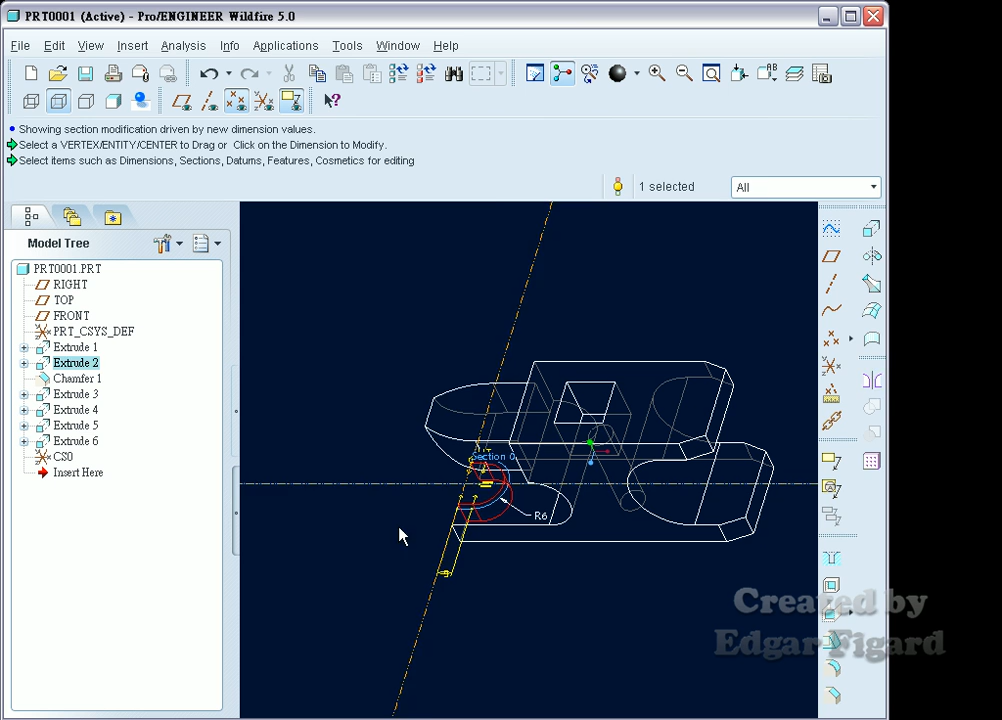 PRT0001 (Active) - Pro/ENGINEER Wildfire 5.0
File Edit View Insert Analysis Info Applications Tools Window Help
Showing section modification driven by new dimension values.
Select a VERTEX/ENTITY/CENTER to Drag or Click on the Dimension to Modify.
Select items such as Dimensions, Sections, Datums, Features, Cosmetics for editing
1 selected All
Model Tree
PRT0001.PRT
RIGHT
TOP
FRONT
PRT_CSYS_DEF
Extrude 1
Extrude 2
Chamfer 1
Extrude 3
Extrude 4
Extrude 5
Extrude 6
CS0
Insert Here
Section 0
R6
Created by
Edgar Figard